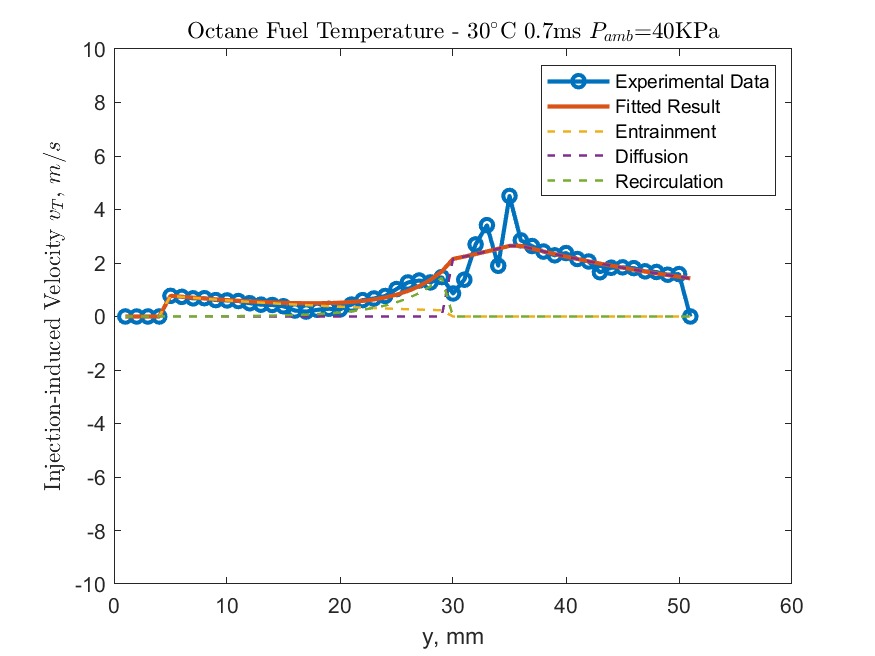 Octane Fuel Temperature - 30°C 0.7ms P_amb=40KPa
Experimental Data
Fitted Result
Entrainment
Diffusion
Recirculation
Injection-induced Velocity v_T, m/s
10
8
6
4
2
0
-2
-4
-6
-8
-10
0 10 20 30 40 50 60
y, mm